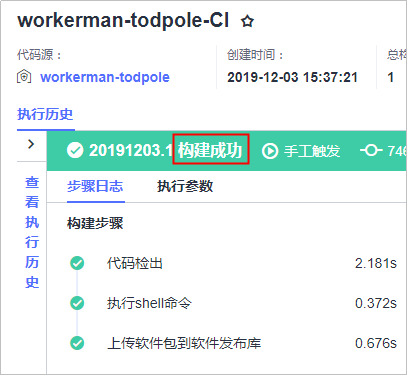 workerman-todpole-CI
代码源： 创建时间： 总构
workerman-todpole 2019-12-03 15:37:21 1
执行历史
20191203.1 构建成功 手工触发 746
查看执行历史
步骤日志 执行参数
构建步骤
代码检出 2.181s
执行shell命令 0.372s
上传软件包到软件发布库 0.676s